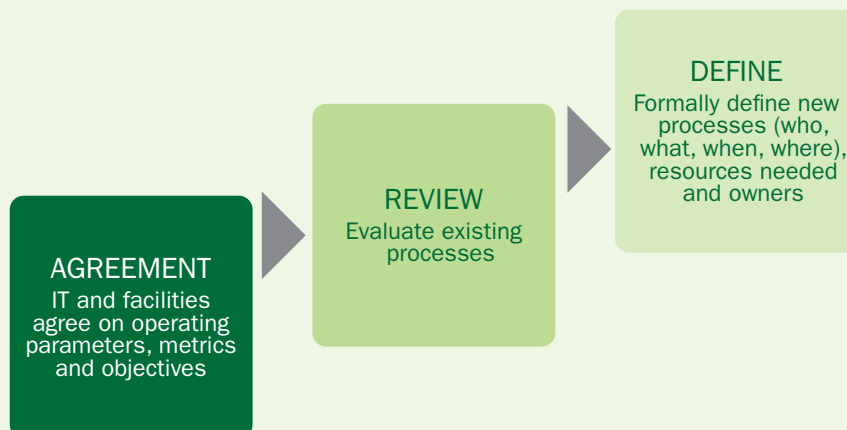 AGREEMENT
IT and facilities
agree on operating
parameters, metrics
and objectives
REVIEW
Evaluate existing
processes
DEFINE
Formally define new
processes (who,
what, when, where),
resources needed
and owners